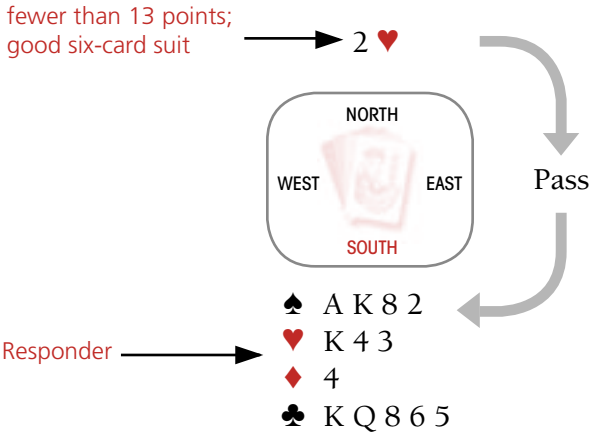 fewer than 13 points;
good six-card suit
2 ♥
NORTH
WEST
EAST
Pass
SOUTH
♠ A K 8 2
♥ K 4 3
Responder
♦ 4
♣ K Q 8 6 5